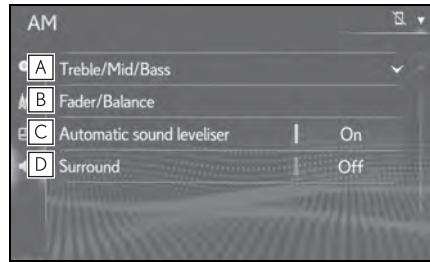 AM
A Treble/Mid/Bass
B Fader/Balance
C Automatic sound leveliser On
D Surround Off